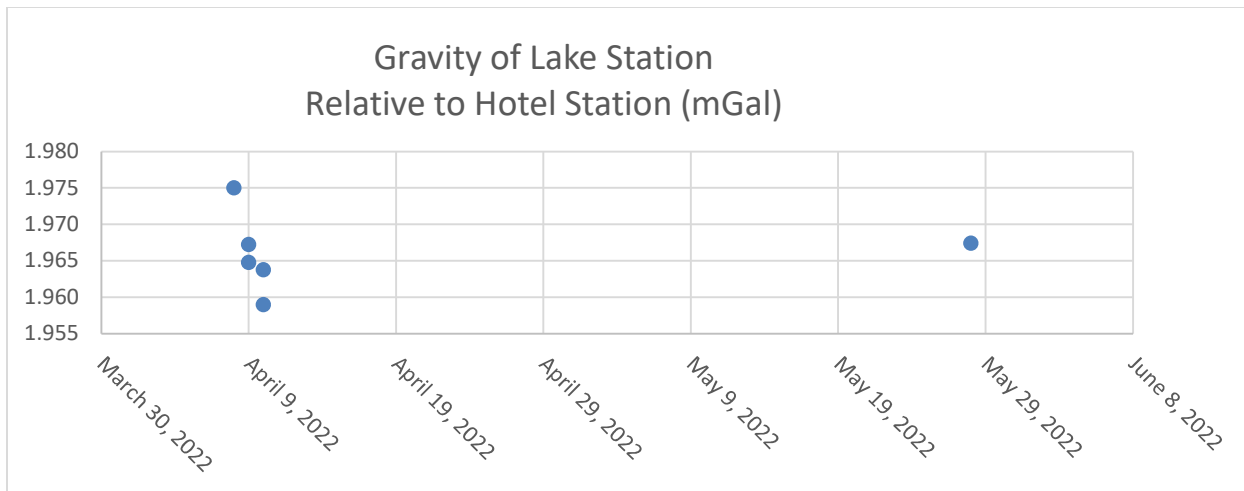 Gravity of Lake Station
Relative to Hotel Station (mGal)
1.980
1.975
1.970
1.965
1.960
1.955
March 30, 2022
April 9, 2022
April 19, 2022
April 29, 2022
May 9, 2022
May 19, 2022
May 29, 2022
June 8, 2022